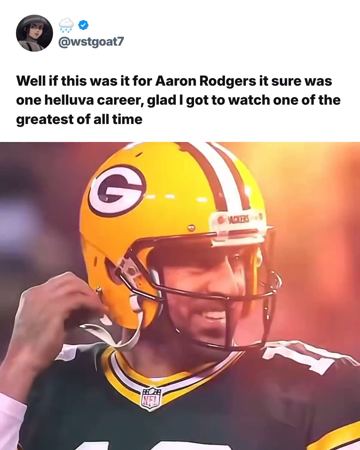 @wstgoat7
Well if this was it for Aaron Rodgers it sure was
one helluva career, glad I got to watch one of the
greatest of all time
G
PACKERS
NFL